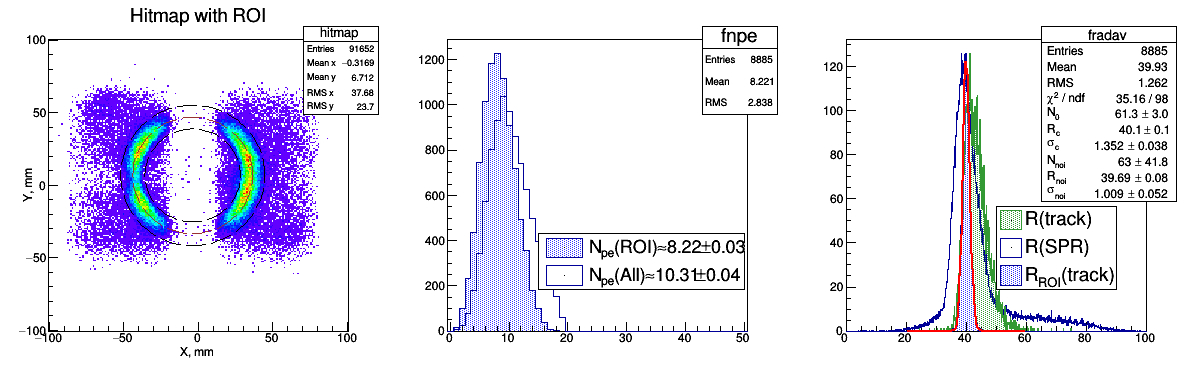 Hitmap with ROI
hitmap
Entries 91652
Mean x −0.3169
Mean y 6.712
RMS x 37.68
RMS y 23.7
100
50
0
−50
−100
Y, mm
−100 −50 0 50 100
X, mm
fnpe
Entries 8885
Mean 8.221
RMS 2.838
1200
1000
800
600
400
200
0
N_pe(ROI)≈8.22±0.03
N_pe(All)≈10.31±0.04
0 10 20 30 40 50
fradav
Entries 8885
Mean 39.93
RMS 1.262
χ² / ndf 35.16 / 98
N_0 61.3 ± 3.0
R_c 40.1 ± 0.1
σ_c 1.352 ± 0.038
N_noi 63 ± 41.8
R_noi 39.69 ± 0.08
σ_noi 1.009 ± 0.052
120
100
80
60
40
20
0
R(track)
R(SPR)
R_ROI(track)
0 20 40 60 80 100